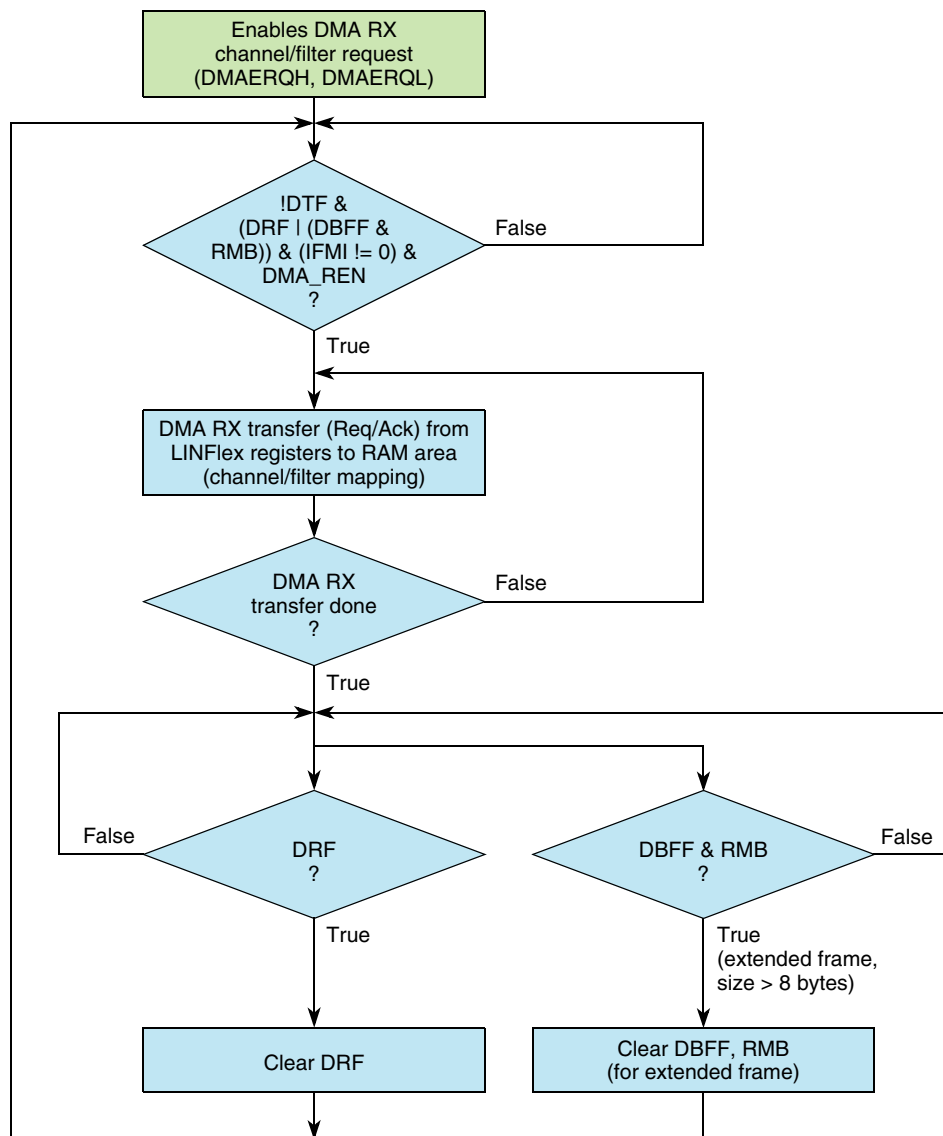 Enables DMA RX
channel/filter request
(DMAERQH, DMAERQL)
!DTF &
(DRF | (DBFF &
RMB)) & (IFMI != 0) &
DMA_REN
?
False
True
DMA RX transfer (Req/Ack) from
LINFlex registers to RAM area
(channel/filter mapping)
DMA RX
transfer done
?
False
True
False
DRF
?
DBFF & RMB
?
False
True
True
(extended frame,
size > 8 bytes)
Clear DRF
Clear DBFF, RMB
(for extended frame)